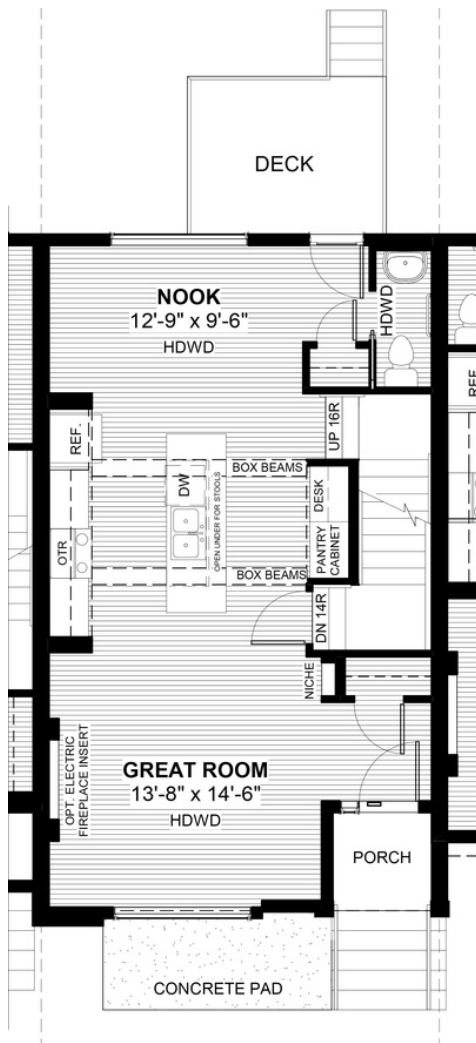 DECK
NOOK
12'-9" x 9'-6"
HDWD
HDWD
REF.
UP 16R
REF
BOX BEAMS
DW
OPEN UNDER FOR STOOLS
DESK
PANTRY
CABINET
OTR
BOX BEAMS
DN 14R
NICHE
OPT. ELECTRIC
FIREPLACE INSERT
GREAT ROOM
13'-8" x 14'-6"
HDWD
PORCH
CONCRETE PAD